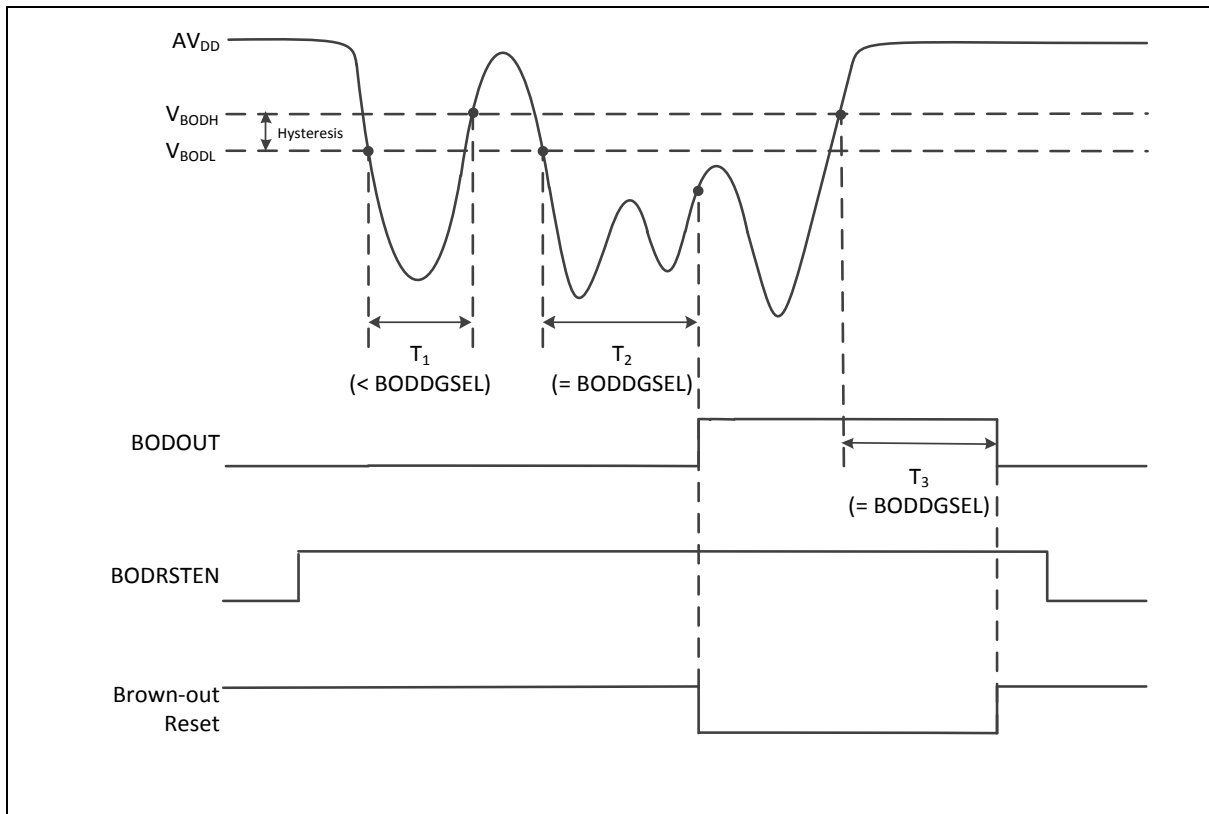 AVDD
VBODH
Hysteresis
VBODL
T1
(< BODDGSEL)
T2
(= BODDGSEL)
BODOUT
T3
(= BODDGSEL)
BODRSTEN
Brown-out
Reset